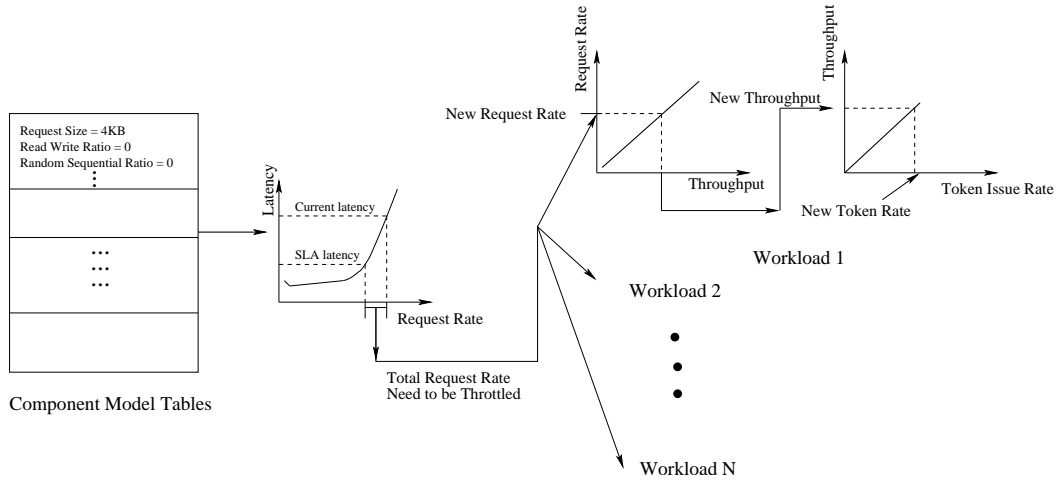 Request Size = 4KB
Read Write Ratio = 0
Random Sequential Ratio = 0
Component Model Tables
Latency
Current latency
SLA latency
Request Rate
Total Request Rate
Need to be Throttled
Request Rate
New Request Rate
Throughput
New Throughput
Throughput
Token Issue Rate
New Token Rate
Workload 1
Workload 2
Workload N